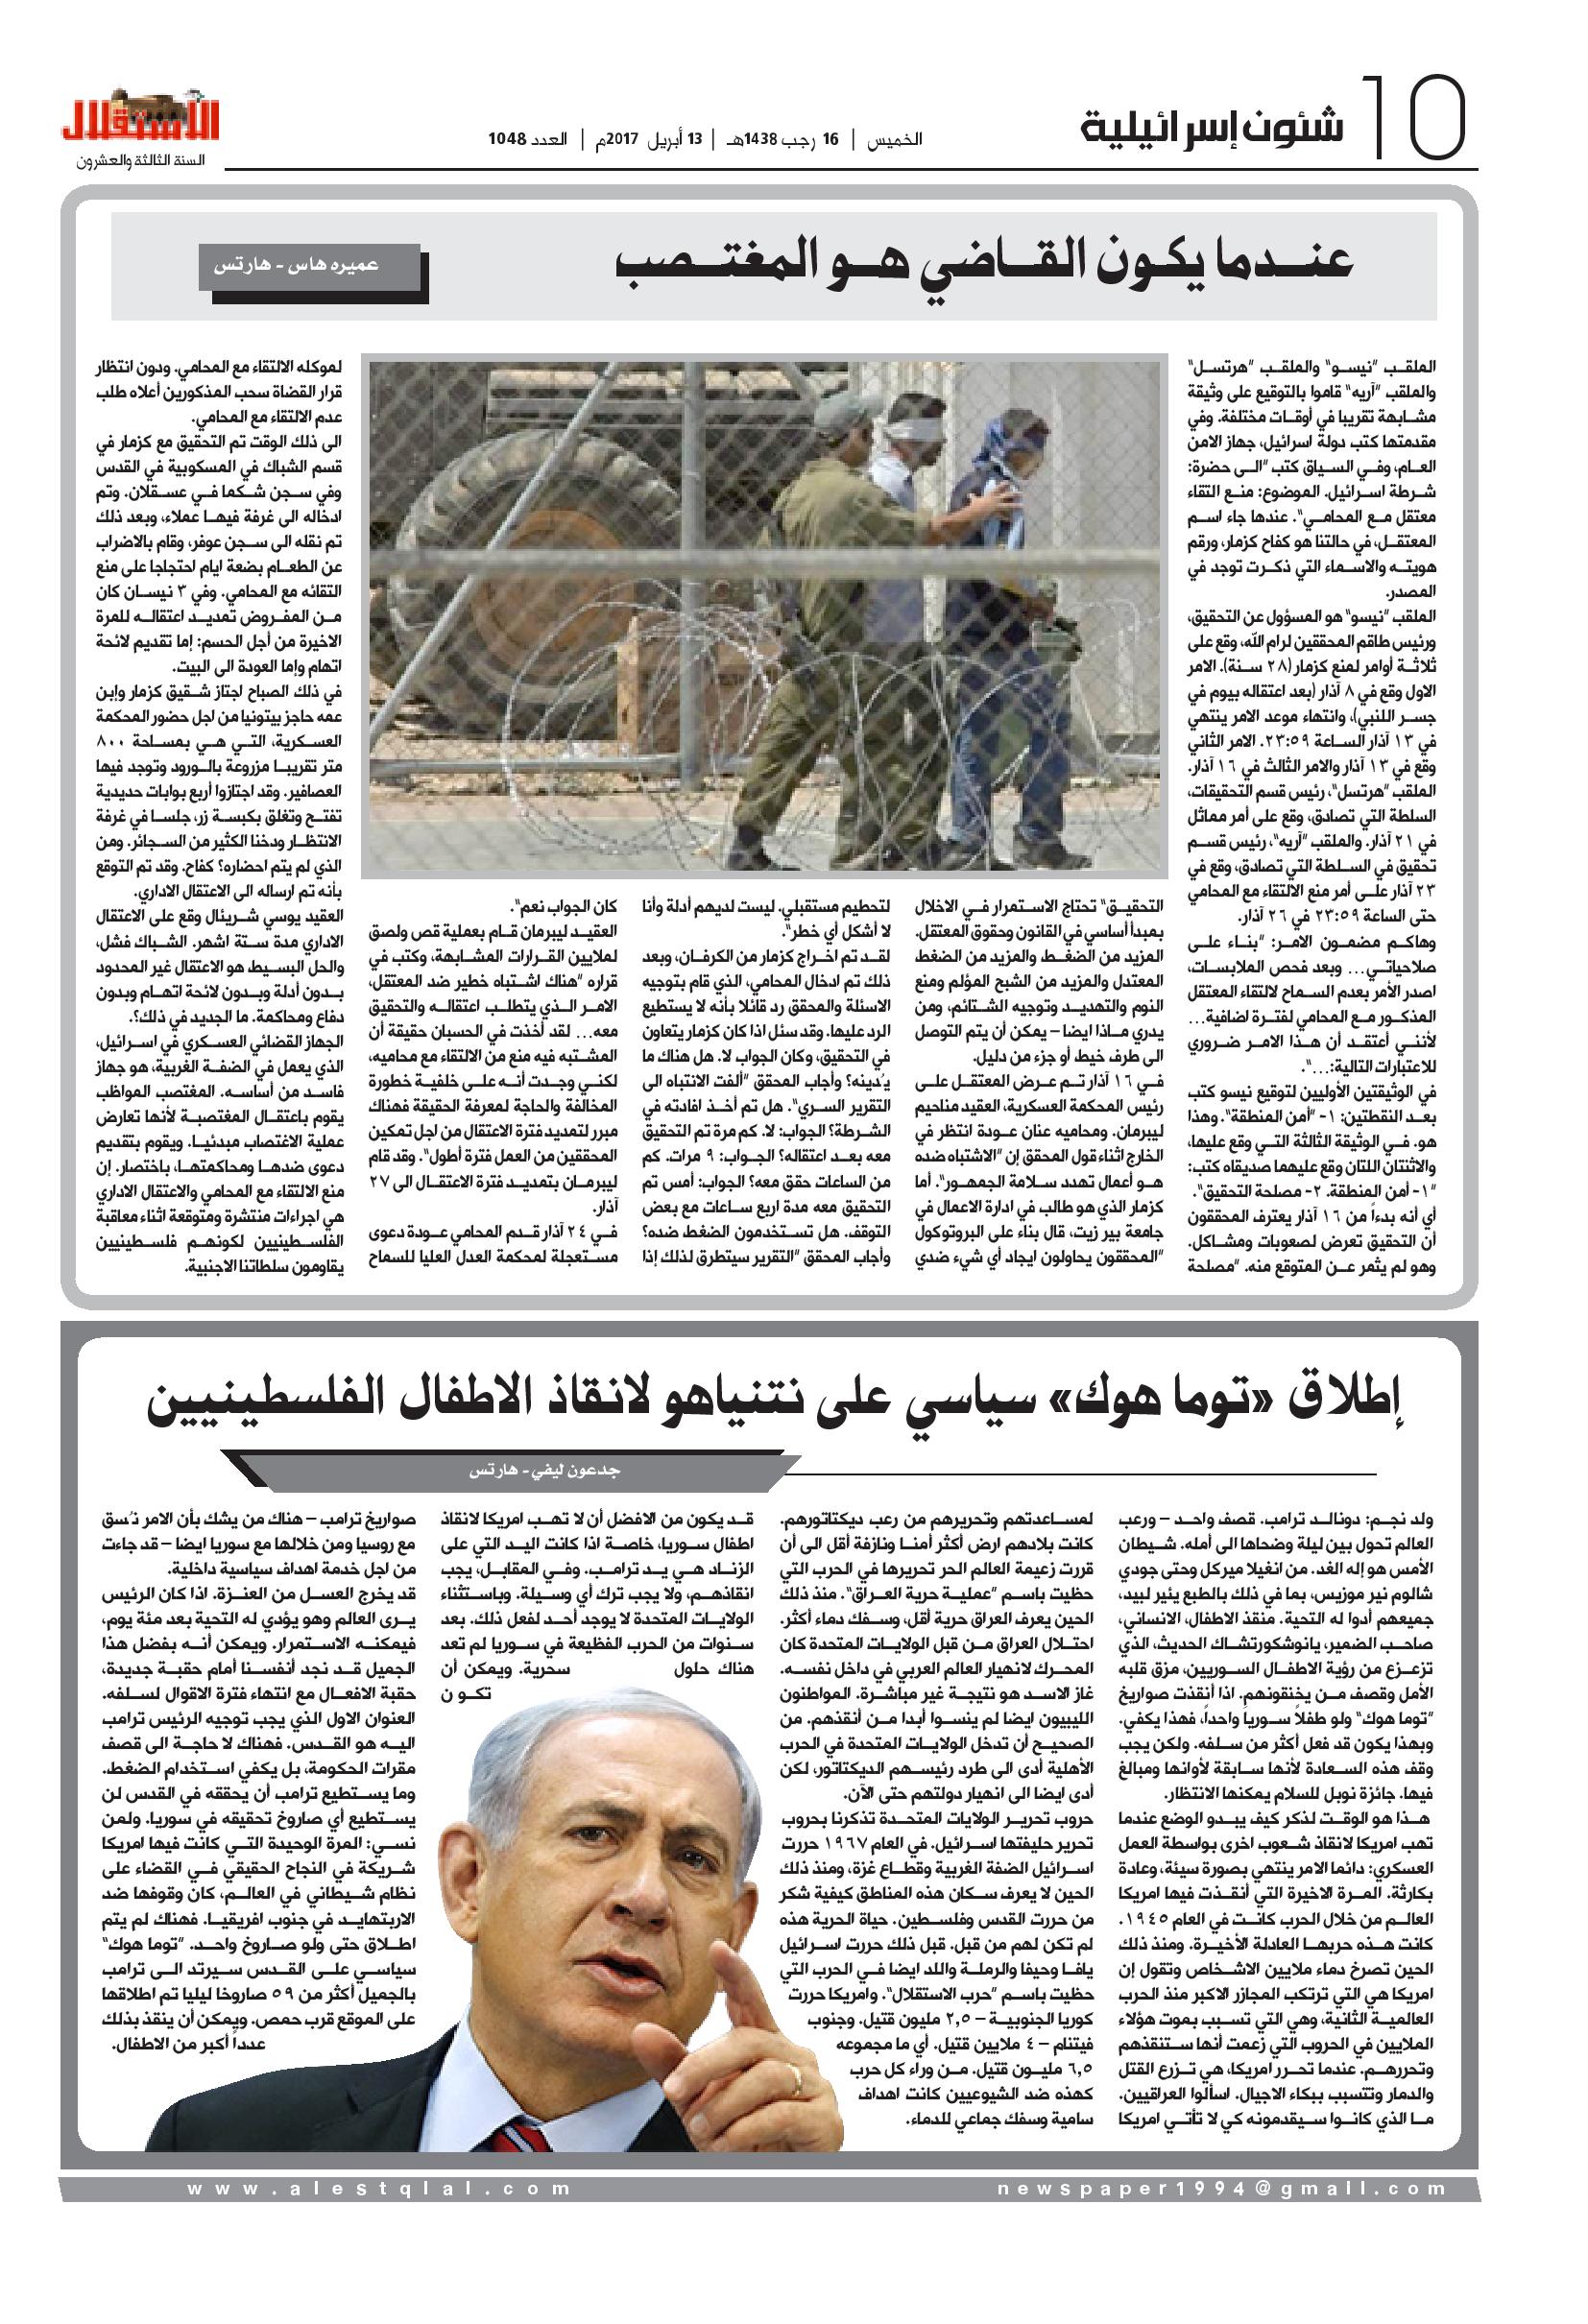 10
شئون إسرائيلية
الخميس | 16 رجب 1438هـ | 13 أبريل 2017م | العدد 1048
الاستقلال
السنة الثالثة والعشرون
عندما يكون القاضي هو المغتصب
عميره هاس - هارتس
الملقب "نيسو" والملقب "هرتسل"
والملقب "آريه" قاموا بالتوقيع على وثيقة
مشابهة تقريبا في أوقات مختلفة. وفي
مقدمتها كتب دولة اسرائيل، جهاز الامن
العام، وفي السياق كتب "الى حضرة:
شرطة اسرائيل. الموضوع: منع التقاء
معتقل مع المحامي". عندها جاء اسم
المعتقل، في حالتنا هو كفاح كزمار، ورقم
هويته والاسماء التي ذكرت توجد في
المصدر.
الملقب "نيسو" هو المسؤول عن التحقيق،
ورئيس طاقم المحققين لرام الله، وقع على
ثلاثة أوامر لمنع كزمار (٢٨ سنة). الامر
الاول وقع في ٨ آذار (بعد اعتقاله بيوم في
جسر اللنبي)، وانتهاء موعد الامر ينتهي
في ١٣ آذار الساعة ٢٣:٥٩. الامر الثاني
وقع في ١٣ آذار والامر الثالث في ١٦ آذار.
الملقب "هرتسل"، رئيس قسم التحقيقات،
السلطة التي تصادق، وقع على أمر مماثل
في ٢١ آذار. والملقب "آريه"، رئيس قسم
تحقيق في السلطة التي تصادق، وقع في
٢٣ آذار على أمر منع الالتقاء مع المحامي
حتى الساعة ٢٣:٥٩ في ٢٦ آذار.
وهاكم مضمون الامر: "بناء على
صلاحياتي... وبعد فحص الملابسات،
اصدر الأمر بعدم السماح لالتقاء المعتقل
المذكور مع المحامي لفترة اضافية...
لأنني أعتقد أن هذا الامر ضروري
للاعتبارات التالية:...".
في الوثيقتين الأوليين لتوقيع نيسو كتب
بعد النقطتين: ١- "أمن المنطقة". وهذا
هو. في الوثيقة الثالثة التي وقع عليها،
والاثنتان اللتان وقع عليهما صديقاه كتب:
"١- أمن المنطقة. ٢- مصلحة التحقيق".
أي أنه بدءاً من ١٦ آذار يعترف المحققون
أن التحقيق تعرض لصعوبات ومشاكل.
وهو لم يثمر عن المتوقع منه. "مصلحة
التحقيق" تحتاج الاستمرار في الاخلال
بمبدأ أساسي في القانون وحقوق المعتقل.
المزيد من الضغط والمزيد من الضغط
المعتدل والمزيد من الشبح المؤلم ومنع
النوم والتهديد وتوجيه الشتائم، ومن
يدري ماذا ايضا – يمكن أن يتم التوصل
الى طرف خيط أو جزء من دليل.
في ١٦ آذار تم عرض المعتقل على
رئيس المحكمة العسكرية، العقيد مناحيم
ليبرمان. ومحاميه عنان عودة انتظر في
الخارج اثناء قول المحقق إن "الاشتباه ضده
هو أعمال تهدد سلامة الجمهور". أما
كزمار الذي هو طالب في ادارة الاعمال في
جامعة بير زيت، قال بناء على البروتوكول
"المحققون يحاولون ايجاد أي شيء ضدي
لتحطيم مستقبلي. ليست لديهم أدلة وأنا
لا أشكل أي خطر".
لقد تم اخراج كزمار من الكرفان، وبعد
ذلك تم ادخال المحامي، الذي قام بتوجيه
الاسئلة والمحقق رد قائلا بأنه لا يستطيع
الرد عليها. وقد سئل اذا كان كزمار يتعاون
في التحقيق، وكان الجواب لا. هل هناك ما
يُدينه؟ وأجاب المحقق "ألفت الانتباه الى
التقرير السري". هل تم أخذ افادته في
الشرطة؟ الجواب: لا. كم مرة تم التحقيق
معه بعد اعتقاله؟ الجواب: ٩ مرات. كم
من الساعات حقق معه؟ الجواب: أمس تم
التحقيق معه مدة اربع ساعات مع بعض
التوقف. هل تستخدمون الضغط ضده؟
وأجاب المحقق "التقرير سيتطرق لذلك إذا
كان الجواب نعم".
العقيد ليبرمان قام بعملية قص ولصق
لملايين القرارات المشابهة، وكتب في
قراره "هناك اشتباه خطير ضد المعتقل،
الامر الذي يتطلب اعتقاله والتحقيق
معه... لقد أخذت في الحسبان حقيقة أن
المشتبه فيه منع من الالتقاء مع محاميه،
لكني وجدت أنه على خلفية خطورة
المخالفة والحاجة لمعرفة الحقيقة فهناك
مبرر لتمديد فترة الاعتقال من اجل تمكين
المحققين من العمل فترة أطول". وقد قام
ليبرمان بتمديد فترة الاعتقال الى ٢٧
آذار.
في ٢٤ آذار قدم المحامي عودة دعوى
مستعجلة لمحكمة العدل العليا للسماح
لموكله الالتقاء مع المحامي. ودون انتظار
قرار القضاة سحب المذكورين أعلاه طلب
عدم الالتقاء مع المحامي.
الى ذلك الوقت تم التحقيق مع كزمار في
قسم الشباك في المسكوبية في القدس
وفي سجن شكما في عسقلان. وتم
ادخاله الى غرفة فيها عملاء، وبعد ذلك
تم نقله الى سجن عوفر، وقام بالاضراب
عن الطعام بضعة ايام احتجاجا على منع
التقائه مع المحامي. وفي ٣ نيسان كان
من المفروض تمديد اعتقاله للمرة
الاخيرة من أجل الحسم: إما تقديم لائحة
اتهام وإما العودة الى البيت.
في ذلك الصباح اجتاز شقيق كزمار وإبن
عمه حاجز بيتونيا من اجل حضور المحكمة
العسكرية، التي هي بمساحة ٨٠٠
متر تقريبا مزروعة بالورود وتوجد فيها
العصافير. وقد اجتازوا أربع بوابات حديدية
تفتح وتغلق بكبسة زر، جلسا في غرفة
الانتظار ودخنا الكثير من السجائر. ومن
الذي لم يتم احضاره؟ كفاح. وقد تم التوقع
بأنه تم ارساله الى الاعتقال الاداري.
العقيد يوسي شريئال وقع على الاعتقال
الاداري مدة ستة اشهر. الشباك فشل،
والحل البسيط هو الاعتقال غير المحدود
بدون أدلة وبدون لائحة اتهام وبدون
دفاع ومحاكمة. ما الجديد في ذلك؟.
الجهاز القضائي العسكري في اسرائيل،
الذي يعمل في الضفة الغربية، هو جهاز
فاسد من أساسه. المغتصب المواظب
يقوم باعتقال المغتصبة لأنها تعارض
عملية الاغتصاب مبدئيا. ويقوم بتقديم
دعوى ضدها ومحاكمتها، باختصار. إن
منع الالتقاء مع المحامي والاعتقال الاداري
هي اجراءات منتشرة ومتوقعة اثناء معاقبة
الفلسطينيين لكونهم فلسطينيين
يقاومون سلطاتنا الاجنبية.
إطلاق «توما هوك» سياسي على نتنياهو لانقاذ الاطفال الفلسطينيين
جدعون ليفي - هارتس
ولد نجم: دونالد ترامب. قصف واحد – ورعب
العالم تحول بين ليلة وضحاها الى أمله. شيطان
الأمس هو إله الغد. من انغيلا ميركل وحتى جودي
شالوم نير موزيس، بما في ذلك بالطبع يئير لبيد،
جميعهم أدوا له التحية. منقذ الاطفال، الانساني،
صاحب الضمير، يانوشكورتشاك الحديث، الذي
تزعزع من رؤية الاطفال السوريين، مزق قلبه
الأمل وقصف من يخنقونهم. اذا أنقذت صواريخ
"توما هوك" ولو طفلاً سورياً واحداً، فهذا يكفي.
وبهذا يكون قد فعل أكثر من سلفه. ولكن يجب
وقف هذه السعادة لأنها سابقة لأوانها ومبالغ
فيها. جائزة نوبل للسلام يمكنها الانتظار.
هذا هو الوقت لذكر كيف يبدو الوضع عندما
تهب امريكا لانقاذ شعوب اخرى بواسطة العمل
العسكري: دائما الامر ينتهي بصورة سيئة، وعادة
بكارثة. المرة الاخيرة التي أنقذت فيها امريكا
العالم من خلال الحرب كانت في العام ١٩٤٥.
كانت هذه حربها العادلة الأخيرة. ومنذ ذلك
الحين تصرخ دماء ملايين الاشخاص وتقول إن
امريكا هي التي ترتكب المجازر الاكبر منذ الحرب
العالمية الثانية، وهي التي تسبب بموت هؤلاء
الملايين في الحروب التي زعمت أنها ستنقذهم
وتحررهم. عندما تحرر امريكا، هي تزرع القتل
والدمار وتتسبب ببكاء الاجيال. اسألوا العراقيين.
ما الذي كانوا سيقدمونه كي لا تأتي امريكا
لمساعدتهم وتحريرهم من رعب ديكتاتورهم.
كانت بلادهم ارض أكثر أمنا ونازفة أقل الى أن
قررت زعيمة العالم الحر تحريرها في الحرب التي
حظيت باسم "عملية حرية العراق". منذ ذلك
الحين يعرف العراق حرية أقل، وسفك دماء أكثر.
احتلال العراق من قبل الولايات المتحدة كان
المحرك لانهيار العالم العربي في داخل نفسه.
غاز الاسد هو نتيجة غير مباشرة. المواطنون
الليبيون ايضا لم ينسوا أبدا من أنقذهم. من
الصحيح أن تدخل الولايات المتحدة في الحرب
الأهلية أدى الى طرد رئيسهم الديكتاتور، لكن
أدى ايضا الى انهيار دولتهم حتى الآن.
حروب تحرير الولايات المتحدة تذكرنا بحروب
تحرير حليفتها اسرائيل. في العام ١٩٦٧ حررت
اسرائيل الضفة الغربية وقطاع غزة، ومنذ ذلك
الحين لا يعرف سكان هذه المناطق كيفية شكر
من حررت القدس وفلسطين. حياة الحرية هذه
لم تكن لهم من قبل. قبل ذلك حررت اسرائيل
يافا وحيفا والرملة واللد ايضا في الحرب التي
حظيت باسم "حرب الاستقلال". وامريكا حررت
كوريا الجنوبية – ٢,٥ مليون قتيل. وجنوب
فيتنام – ٤ ملايين قتيل. أي ما مجموعه
٦,٥ مليون قتيل. من وراء كل حرب
كهذه ضد الشيوعيين كانت اهداف
سامية وسفك جماعي للدماء.
قد يكون من الافضل أن لا تهب امريكا لانقاذ
اطفال سوريا، خاصة اذا كانت اليد التي على
الزناد هي يد ترامب. وفي المقابل، يجب
انقاذهم، ولا يجب ترك أي وسيلة. وباستثناء
الولايات المتحدة لا يوجد أحد لفعل ذلك. بعد
سنوات من الحرب الفظيعة في سوريا لم تعد
هناك حلول سحرية. ويمكن أن
تكون
صواريخ ترامب – هناك من يشك بأن الامر نُسق
مع روسيا ومن خلالها مع سوريا ايضا – قد جاءت
من اجل خدمة اهداف سياسية داخلية.
قد يخرج العسل من العنزة. اذا كان الرئيس
يرى العالم وهو يؤدي له التحية بعد مئة يوم،
فيمكنه الاستمرار. ويمكن أنه بفضل هذا
الجميل قد نجد أنفسنا أمام حقبة جديدة،
حقبة الافعال مع انتهاء فترة الاقوال لسلفه.
العنوان الاول الذي يجب توجيه الرئيس ترامب
اليه هو القدس. فهناك لا حاجة الى قصف
مقرات الحكومة، بل يكفي استخدام الضغط.
وما يستطيع ترامب أن يحققه في القدس لن
يستطيع أي صاروخ تحقيقه في سوريا. ولمن
نسي: المرة الوحيدة التي كانت فيها امريكا
شريكة في النجاح الحقيقي في القضاء على
نظام شيطاني في العالم، كان وقوفها ضد
الابرتهايد في جنوب افريقيا. فهناك لم يتم
اطلاق حتى ولو صاروخ واحد. "توما هوك"
سياسي على القدس سيرتد الى ترامب
بالجميل أكثر من ٥٩ صاروخا ليليا تم اطلاقها
على الموقع قرب حمص. ويمكن أن ينقذ بذلك
عدداً أكبر من الاطفال.
www.alestqlal.com
newspaper1994@gmail.com